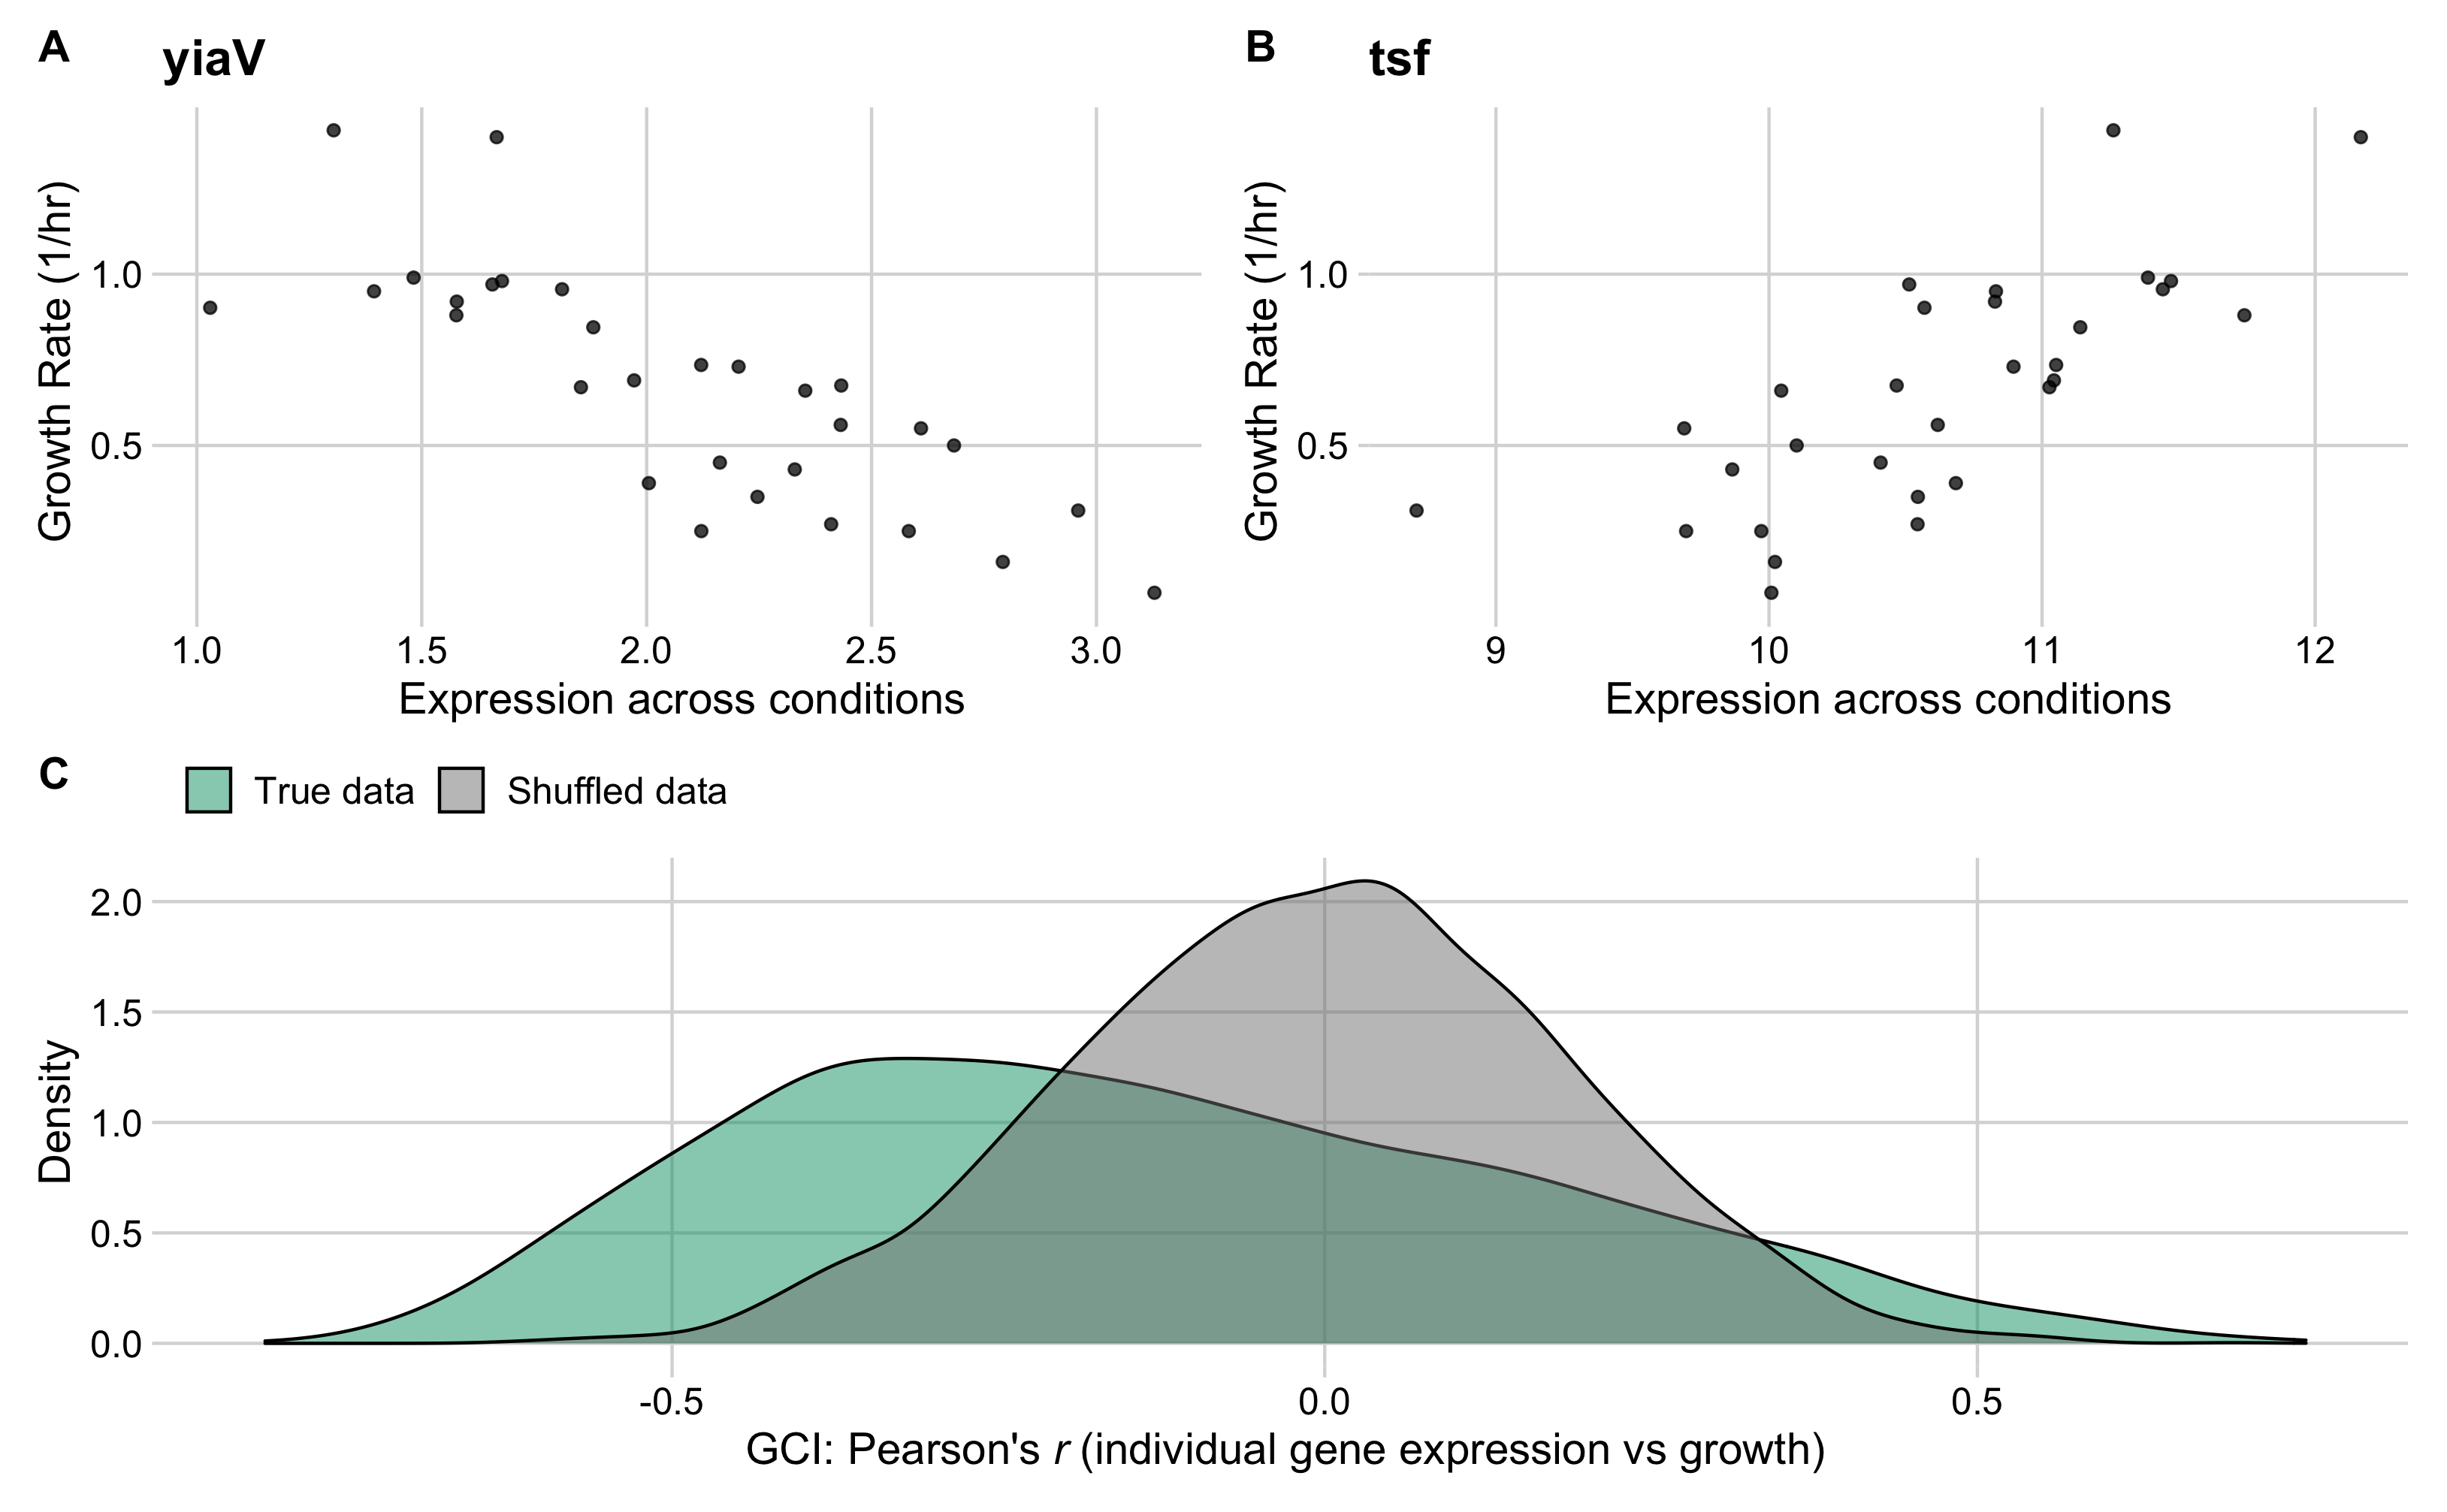 A
yiaV
Growth Rate (1/hr)
1.0
0.5
1.0 1.5 2.0 2.5 3.0
Expression across conditions
B
tsf
Growth Rate (1/hr)
1.0
0.5
9 10 11 12
Expression across conditions
C
True data Shuffled data
Density
2.0
1.5
1.0
0.5
0.0
-0.5 0.0 0.5
GCI: Pearson's r (individual gene expression vs growth)